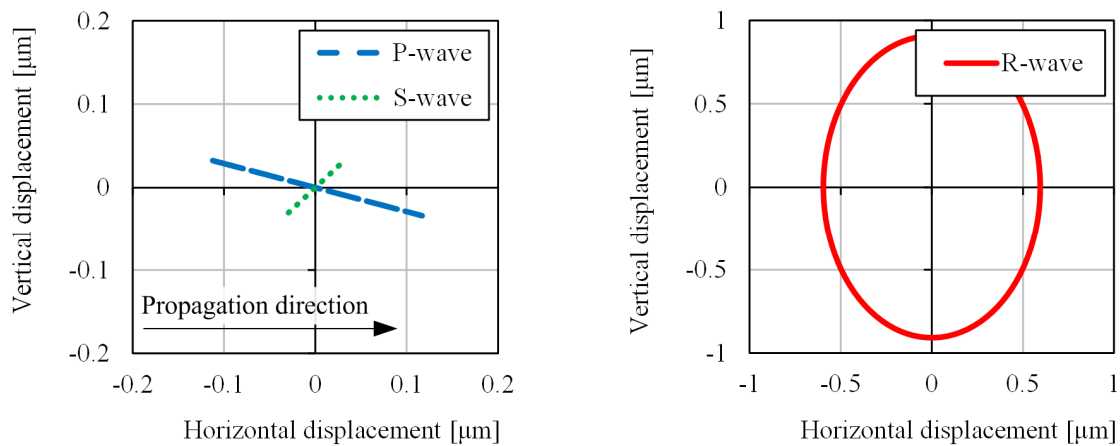 Vertical displacement [μm]
0.2
0.1
0
-0.1
-0.2
P-wave
S-wave
Propagation direction
-0.2
-0.1
0
0.1
0.2
Horizontal displacement [μm]
Vertical displacement [μm]
1
0.5
0
-0.5
-1
R-wave
-1
-0.5
0
0.5
1
Horizontal displacement [μm]